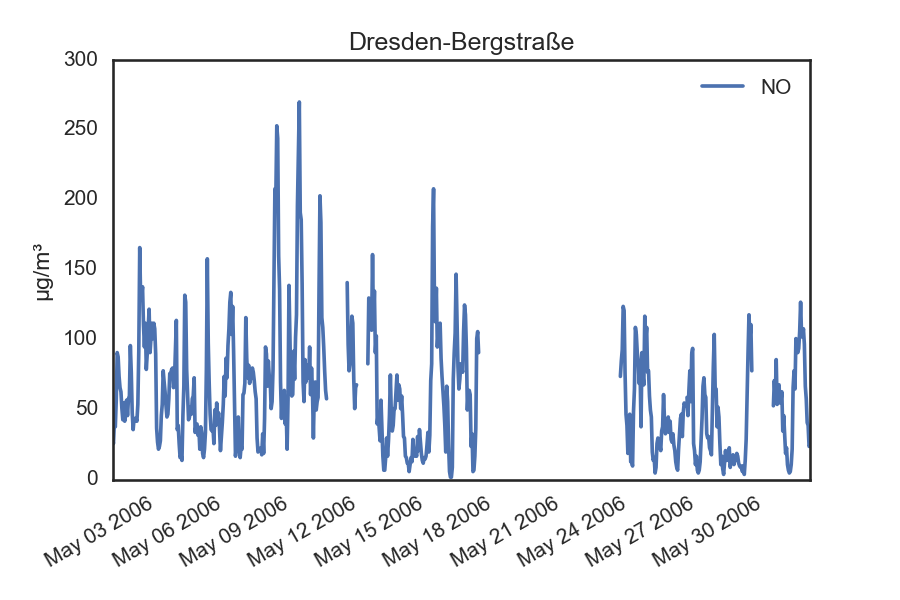 Dresden-Bergstraße
300
250
200
150
100
50
0
µg/m³
NO
May 03 2006
May 06 2006
May 09 2006
May 12 2006
May 15 2006
May 18 2006
May 21 2006
May 24 2006
May 27 2006
May 30 2006